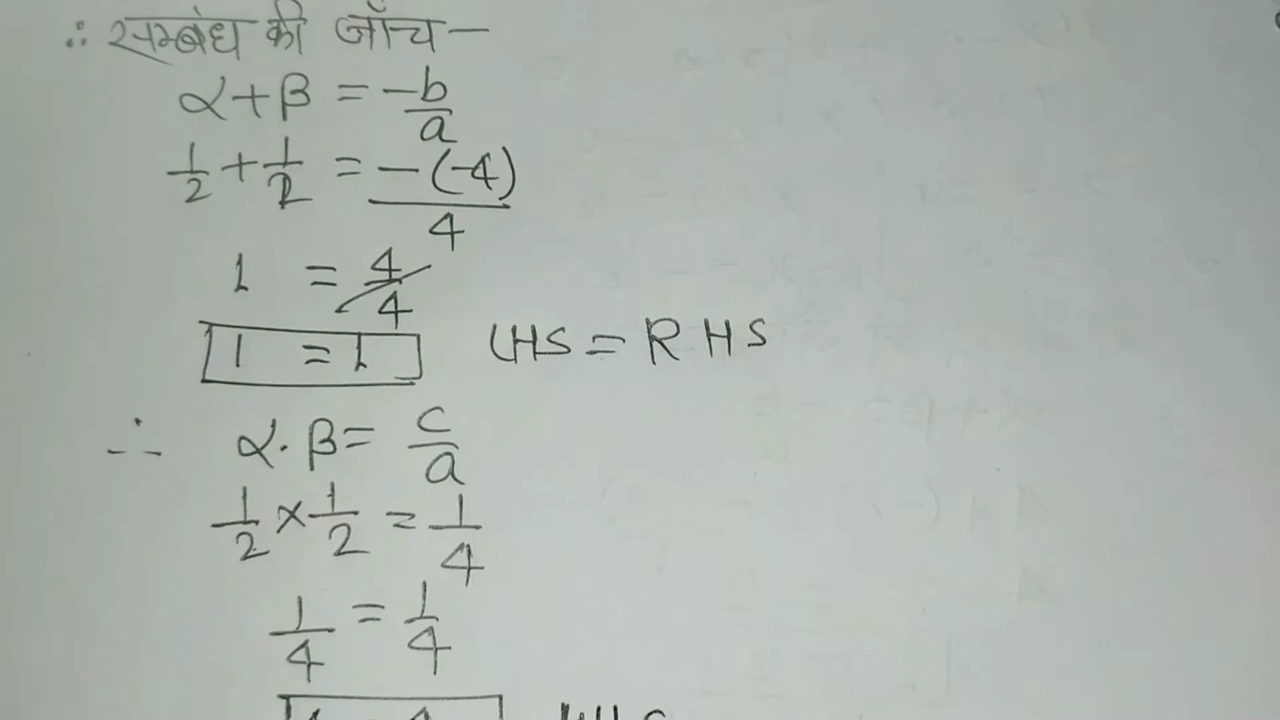 ∴ सम्बंध की जाँच —
α+β = -b/a
1/2 + 1/2 = -(-4)/4
1 = 4/4
1 = 1 LHS = RHS
∴ α.β = c/a
1/2 × 1/2 = 1/4
1/4 = 1/4